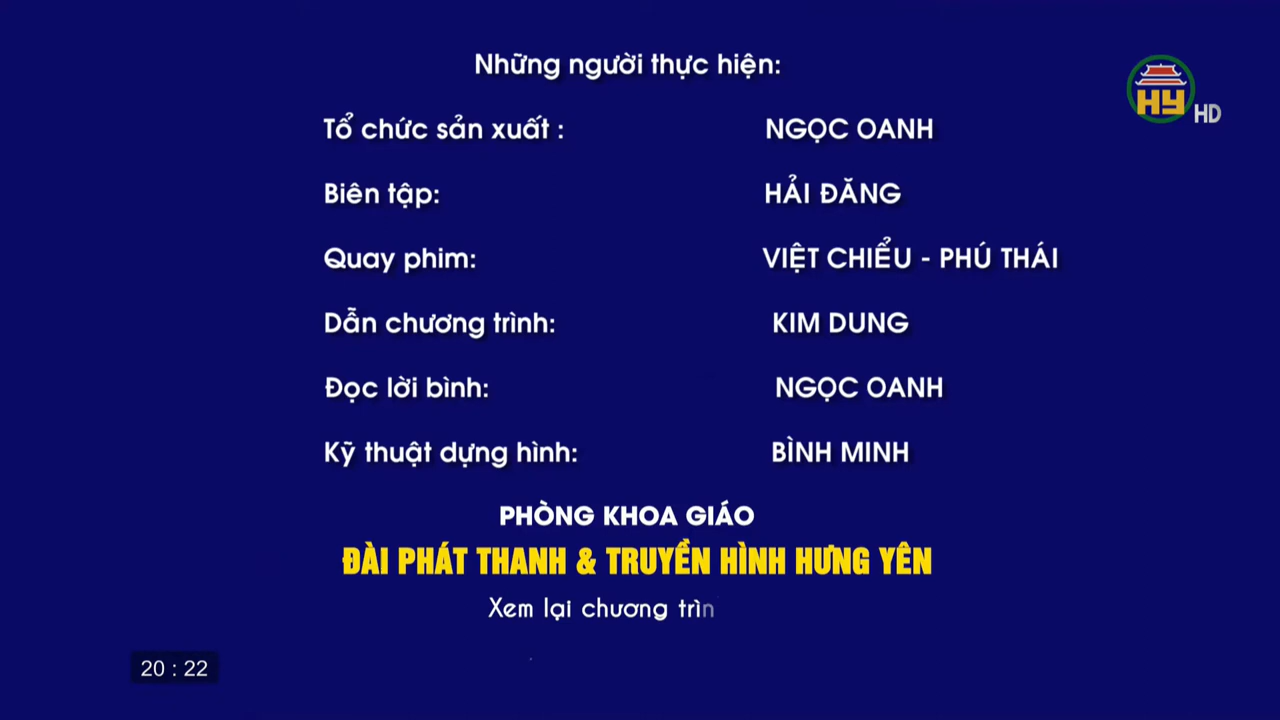 Những người thực hiện:
HY HD
Tổ chức sản xuất : NGỌC OANH
Biên tập: HẢI ĐĂNG
Quay phim: VIỆT CHIỂU - PHÚ THÁI
Dẫn chương trình: KIM DUNG
Đọc lời bình: NGỌC OANH
Kỹ thuật dựng hình: BÌNH MINH
PHÒNG KHOA GIÁO
ĐÀI PHÁT THANH & TRUYỀN HÌNH HƯNG YÊN
Xem lại chương trìn
20 : 22